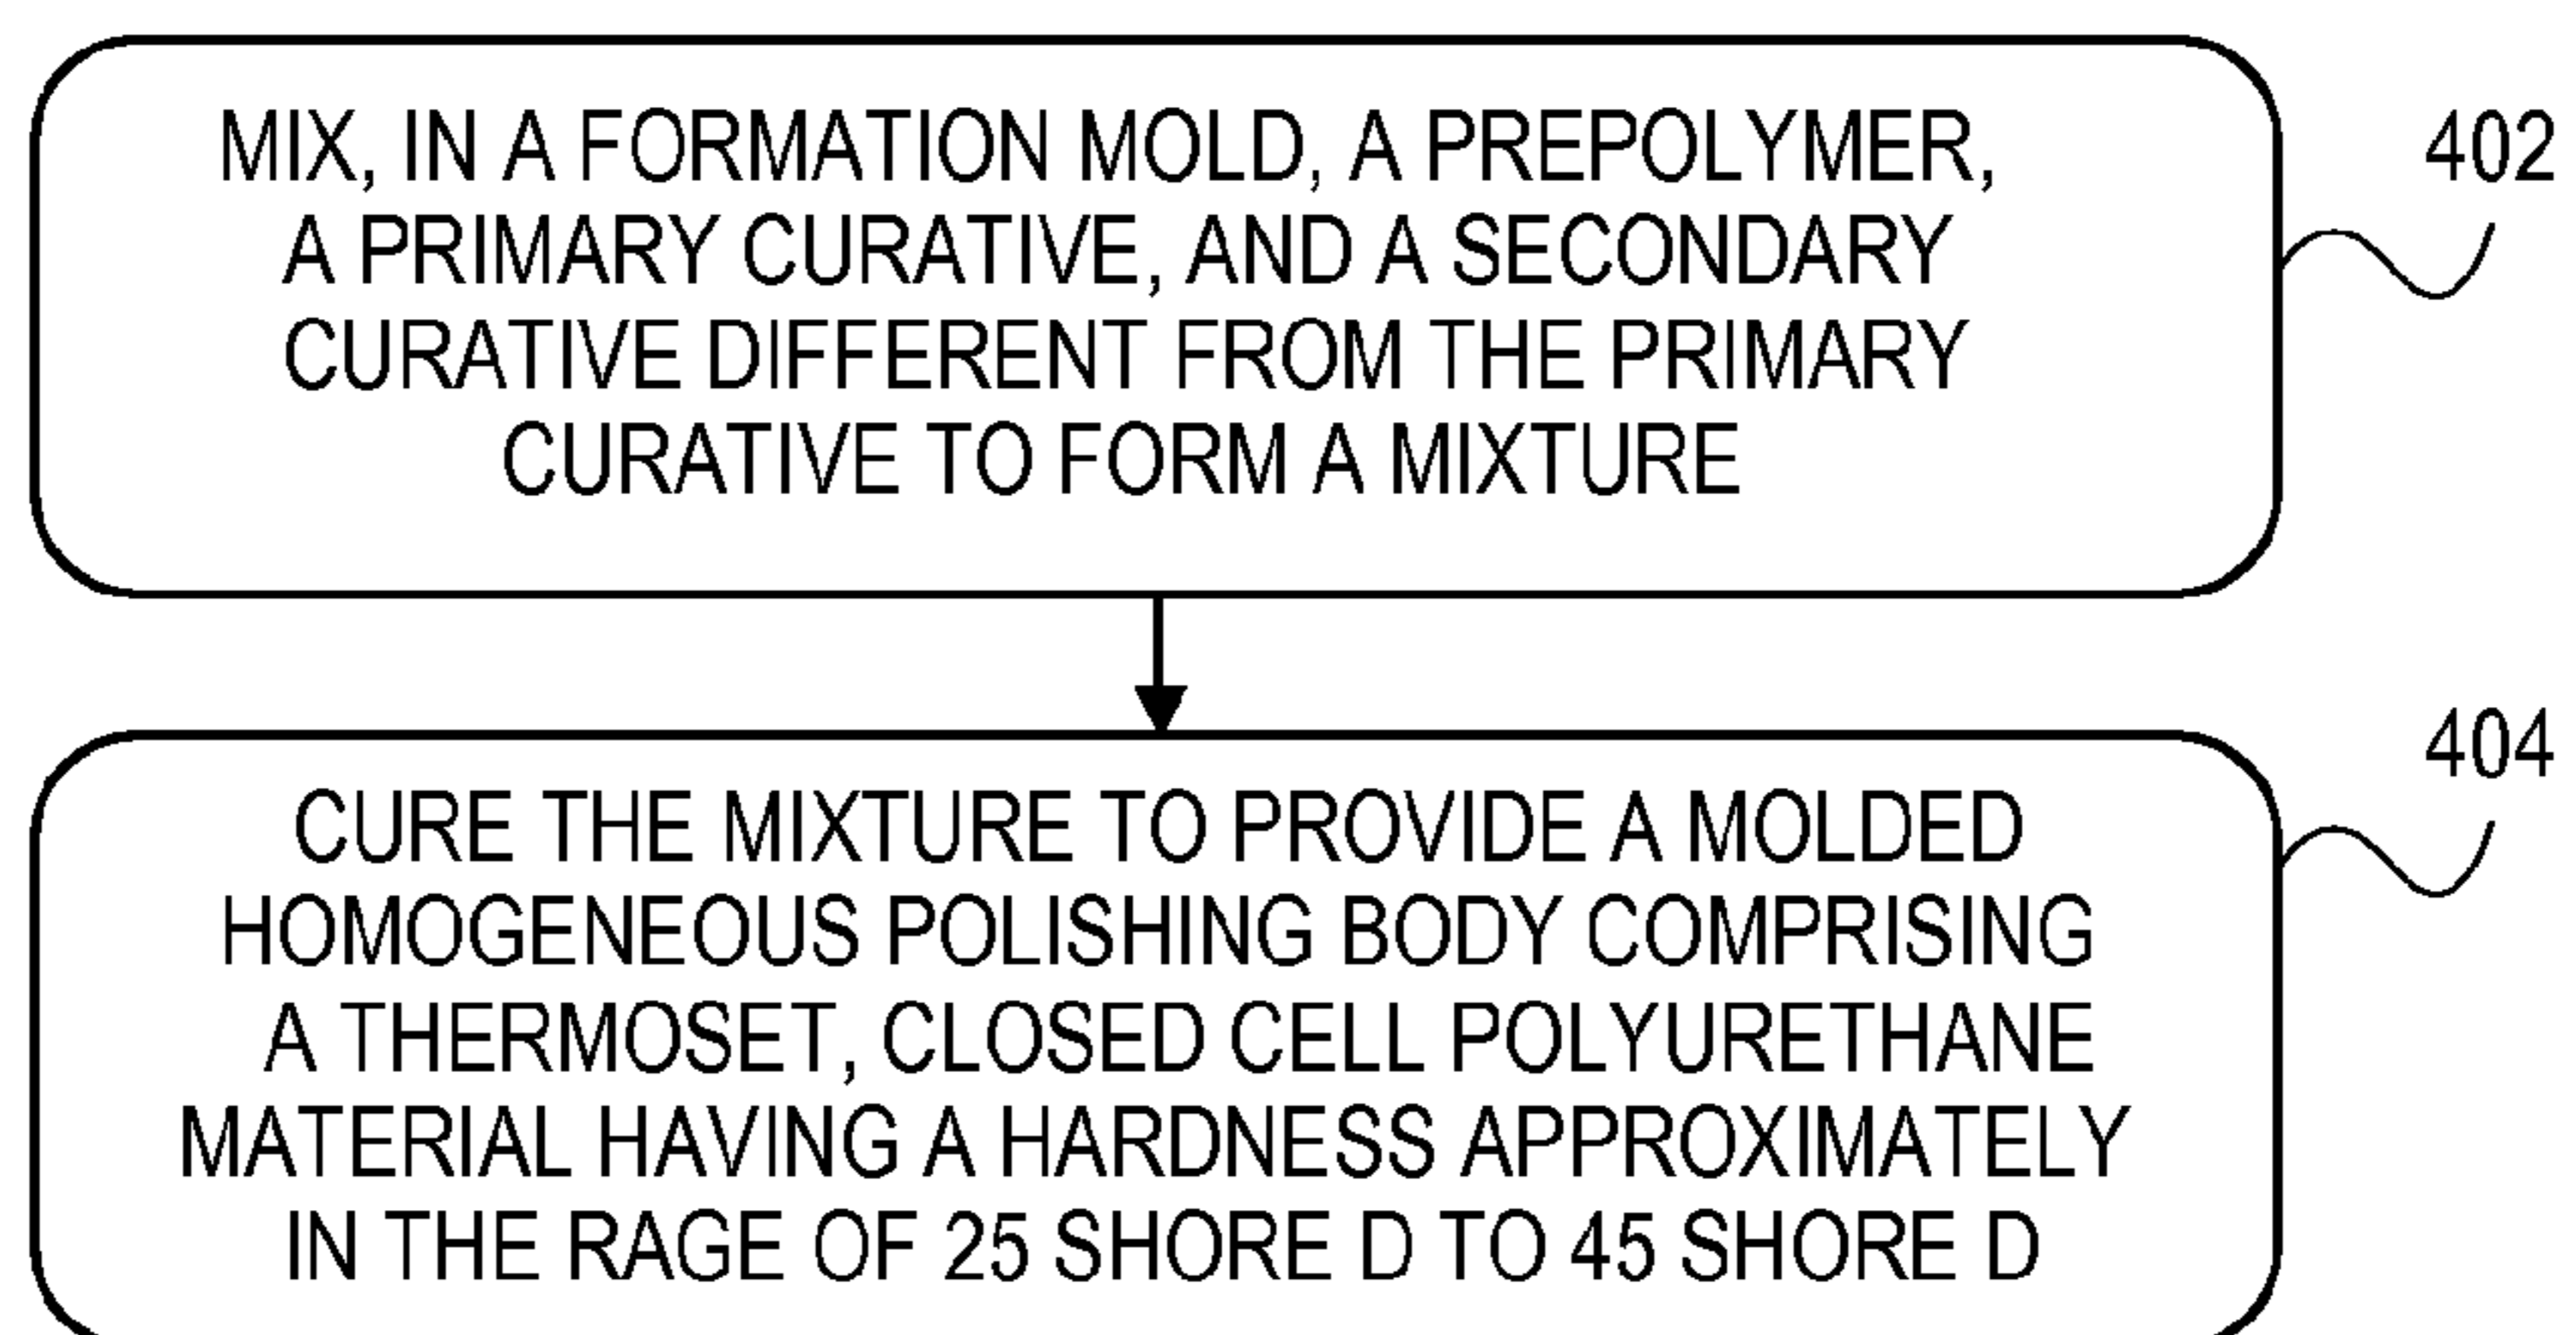 MIX, IN A FORMATION MOLD, A PREPOLYMER,
A PRIMARY CURATIVE, AND A SECONDARY
CURATIVE DIFFERENT FROM THE PRIMARY
CURATIVE TO FORM A MIXTURE
402
CURE THE MIXTURE TO PROVIDE A MOLDED
HOMOGENEOUS POLISHING BODY COMPRISING
A THERMOSET, CLOSED CELL POLYURETHANE
MATERIAL HAVING A HARDNESS APPROXIMATELY
IN THE RAGE OF 25 SHORE D TO 45 SHORE D
404